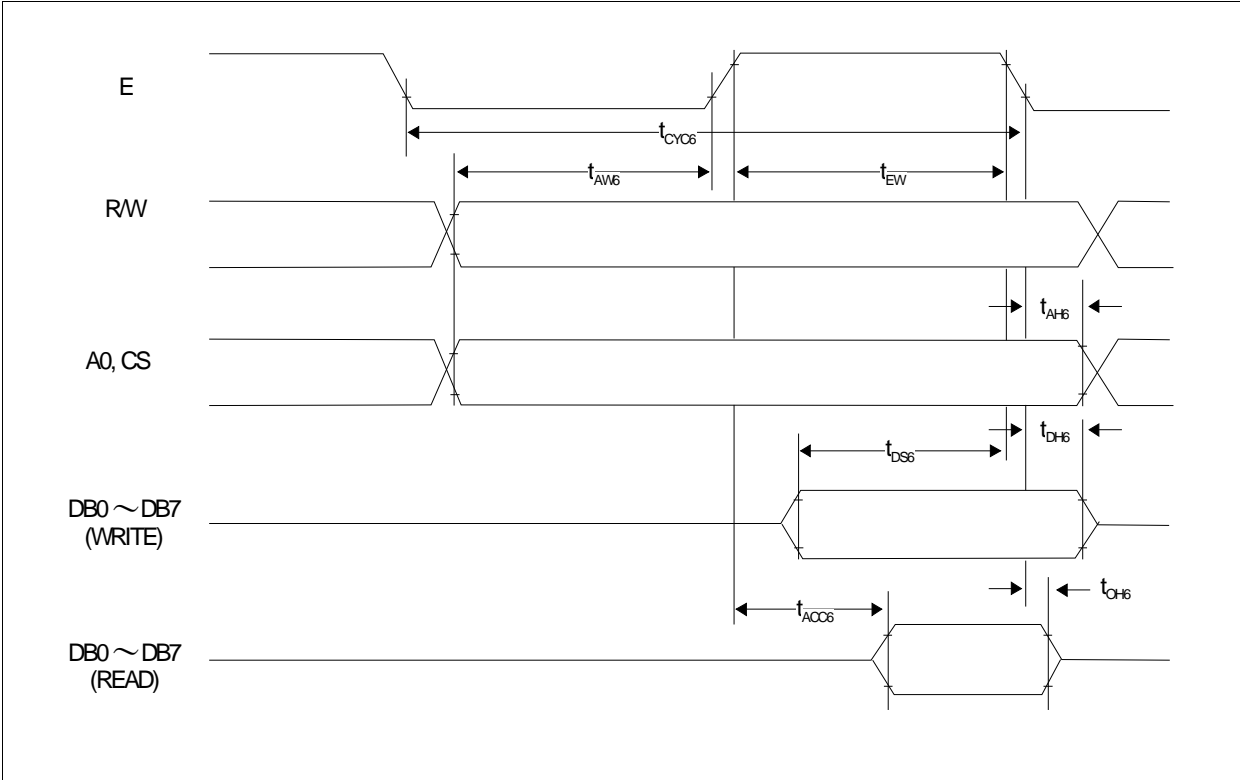 E
tCYC6
tAW6
tEW
R/W
tAH6
A0, CS
tDH6
tDS6
DB0～DB7
(WRITE)
tOH6
tACC6
DB0～DB7
(READ)